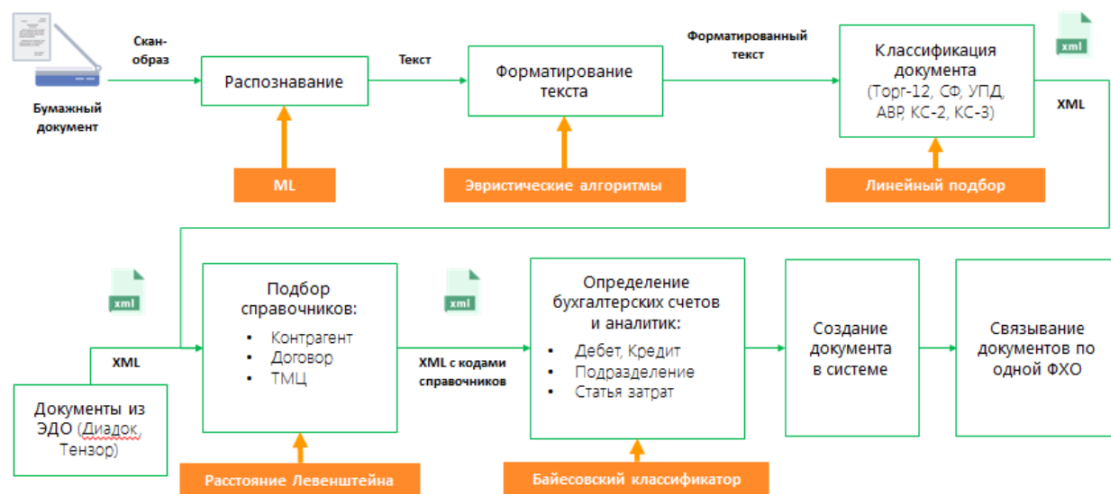 Скан-
образ
Бумажный
документ
Распознавание
ML
Текст
Форматирование
текста
Эвристические алгоритмы
Форматированный
текст
Классификация
документа
(Торг-12, СФ, УПД,
АВР, КС-2, КС-3)
Линейный подбор
xml
XML
xml
XML
Документы из
ЭДО (Диадок,
Тензор)
Подбор
справочников:
• Контрагент
• Договор
• ТМЦ
Расстояние Левенштейна
xml
XML с кодами
справочников
Определение
бухгалтерских счетов
и аналитик:
• Дебет, Кредит
• Подразделение
• Статья затрат
Байесовский классификатор
Создание
документа
в системе
Связывание
документов по
одной ФХО